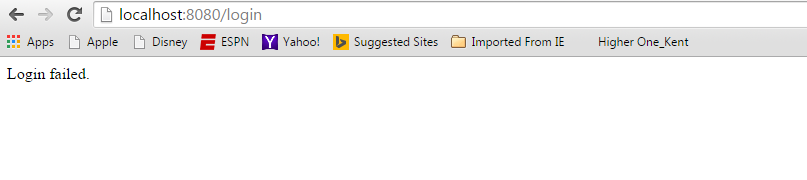 localhost:8080/login
Apps Apple Disney ESPN Yahoo! Suggested Sites Imported From IE Higher One_Kent
Login failed.